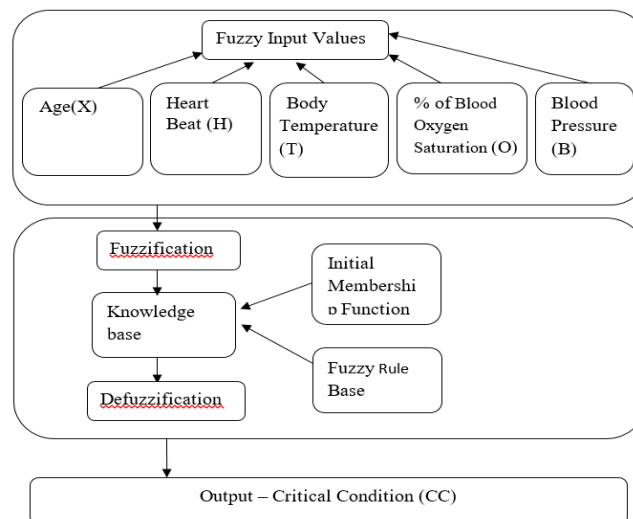 Fuzzy Input Values
Age(X)
Heart
Beat (H)
Body
Temperature
(T)
% of Blood
Oxygen
Saturation (O)
Blood
Pressure
(B)
Fuzzification
Initial
Membershi
p Function
Knowledge
base
Fuzzy Rule
Base
Defuzzification
Output – Critical Condition (CC)